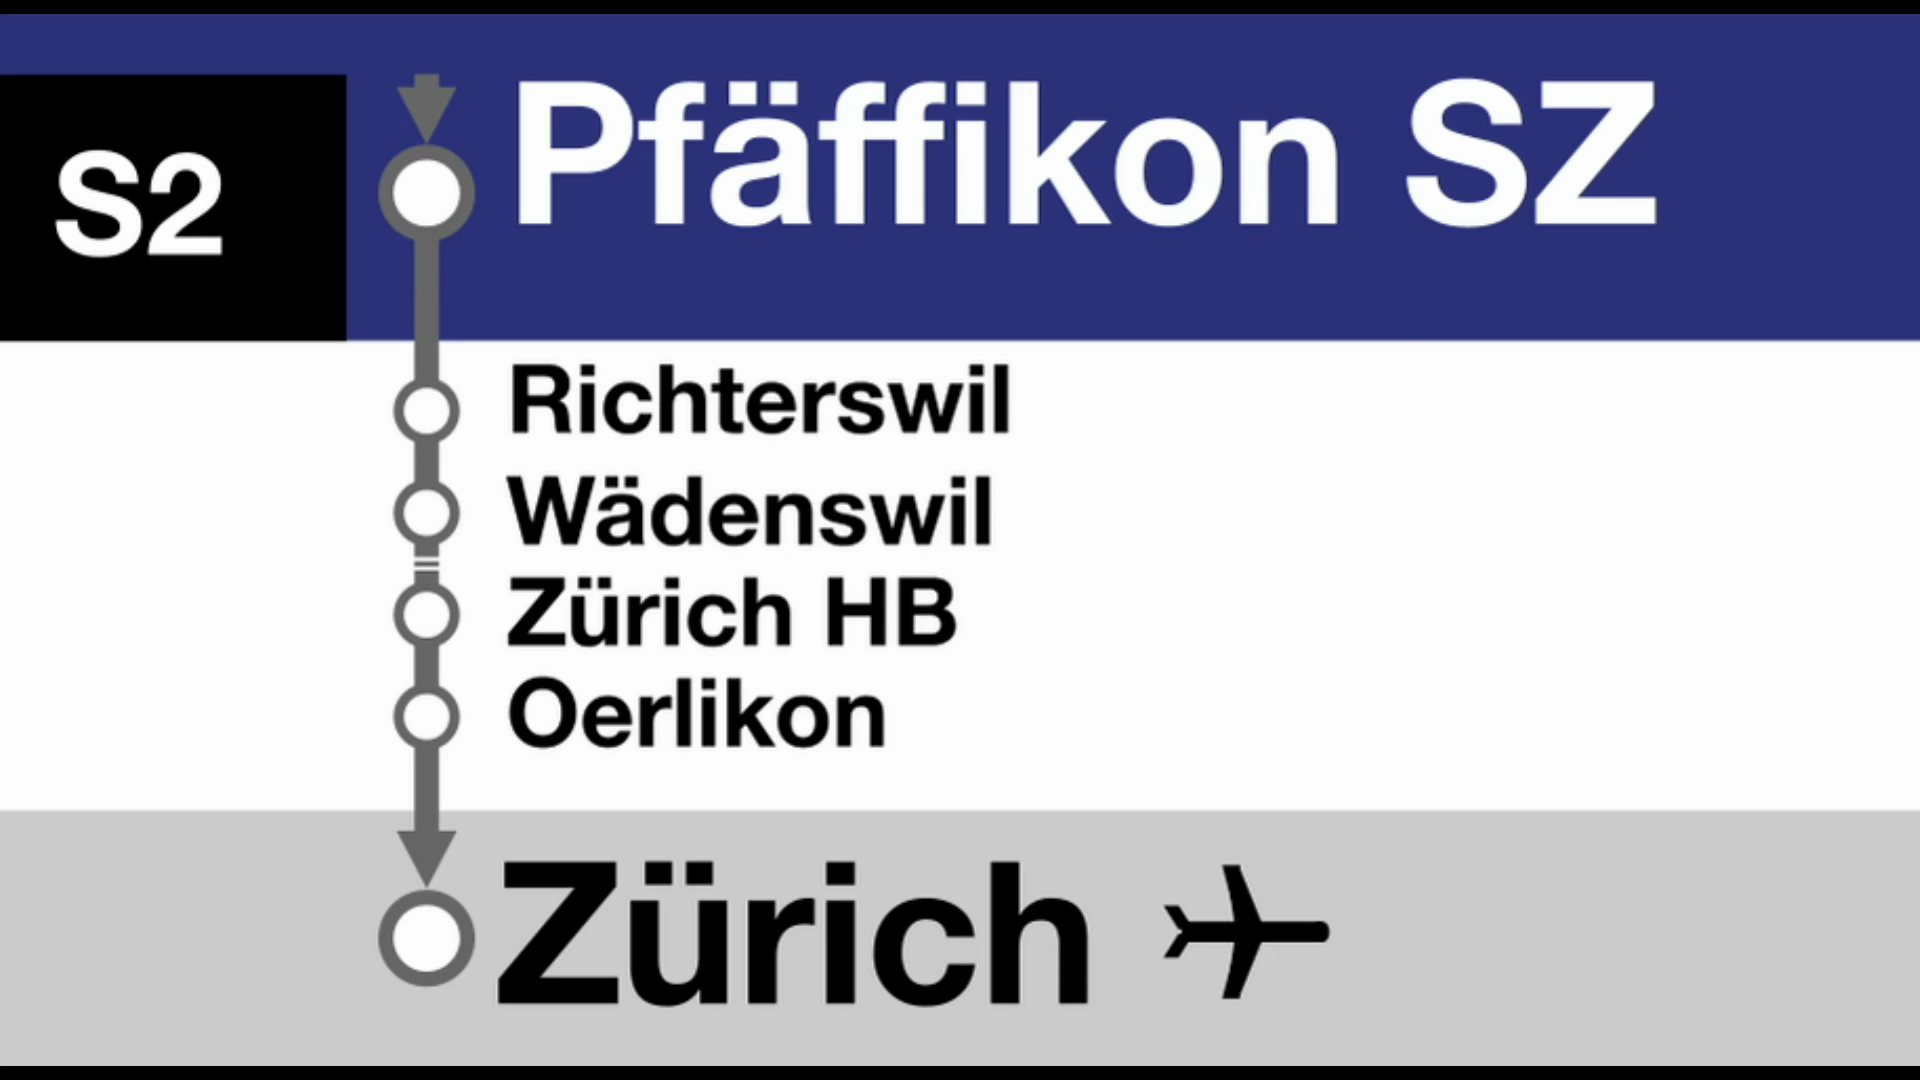 S2
Pfäffikon SZ
Richterswil
Wädenswil
Zürich HB
Oerlikon
Zürich